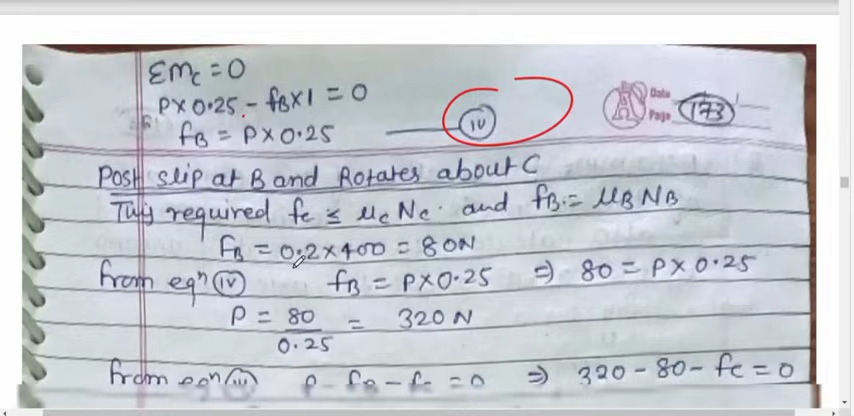 ΣMc = 0
P×0.25 - fB×1 = 0
Date
fB = P×0.25 (iv)
Page 173
Post slip at B and Rotates about C
This required fc ≤ μc Nc. and fB = μB NB
fB = 0.2×400 = 80N
from eqn (iv) fB = P×0.25 ⇒ 80 = P×0.25
P = 80/0.25 = 320 N
from eqn (iii) P - fB - fc = 0 ⇒ 320-80-fc = 0